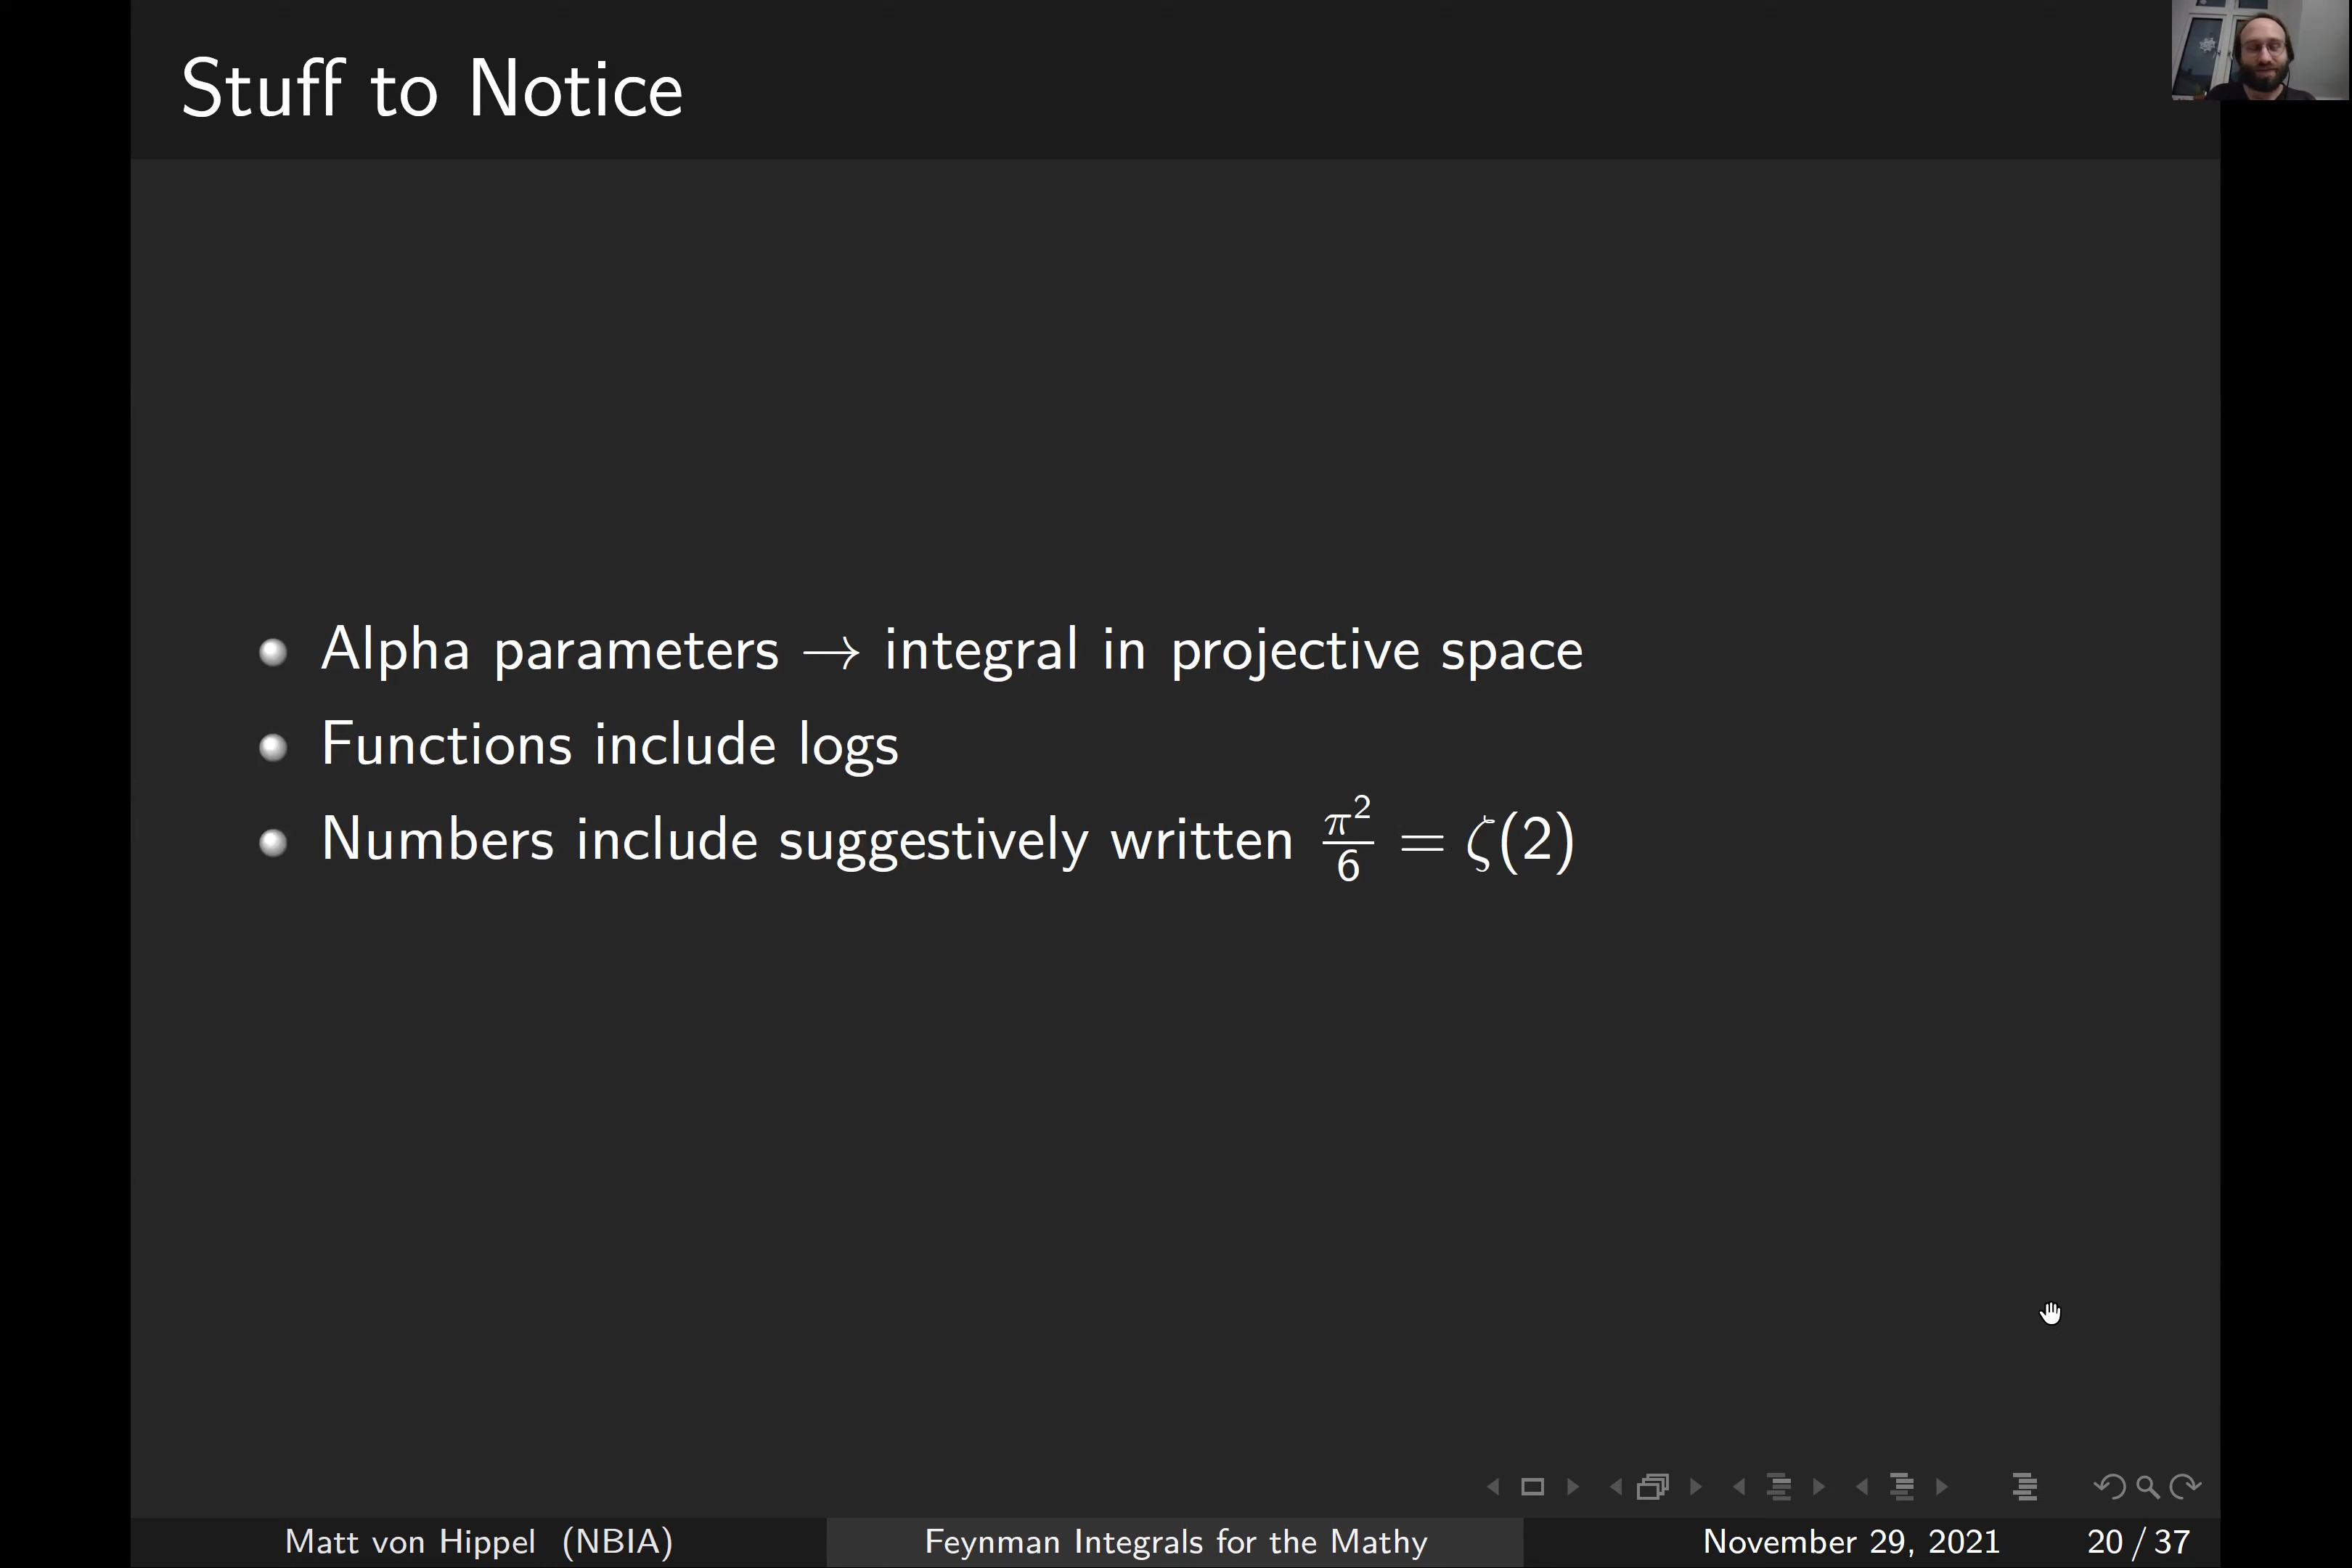 Stuff to Notice
Alpha parameters → integral in projective space
Functions include logs
Numbers include suggestively written π²/6 = ζ(2)
Matt von Hippel (NBIA) Feynman Integrals for the Mathy November 29, 2021 20 / 37